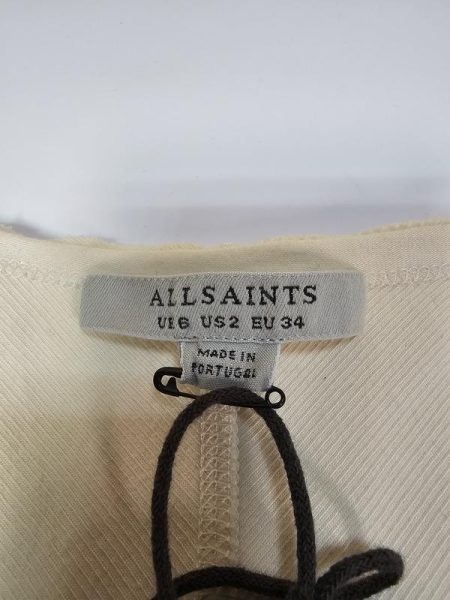 ALLSAINTS
UK6 US2 EU34
MADE IN
PORTUGAL